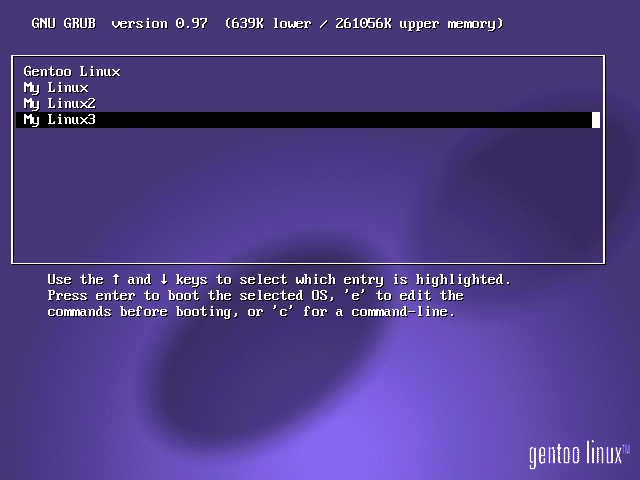 GNU GRUB  version 0.97  (639K lower / 261056K upper memory)
Gentoo Linux
My Linux
My Linux2
My Linux3
Use the ↑ and ↓ keys to select which entry is highlighted.
Press enter to boot the selected OS, 'e' to edit the
commands before booting, or 'c' for a command-line.
gentoo linux™